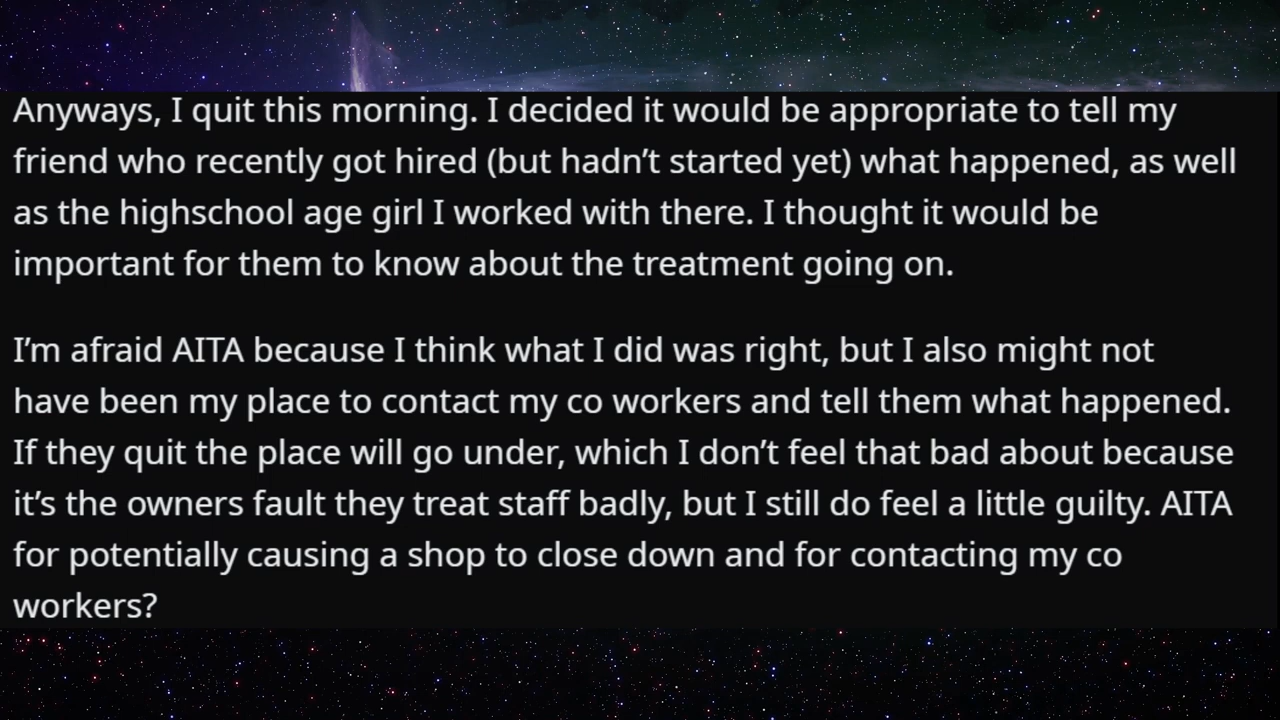 Anyways, I quit this morning. I decided it would be appropriate to tell my
friend who recently got hired (but hadn’t started yet) what happened, as well
as the highschool age girl I worked with there. I thought it would be
important for them to know about the treatment going on.
I’m afraid AITA because I think what I did was right, but I also might not
have been my place to contact my co workers and tell them what happened.
If they quit the place will go under, which I don’t feel that bad about because
it’s the owners fault they treat staff badly, but I still do feel a little guilty. AITA
for potentially causing a shop to close down and for contacting my co
workers?